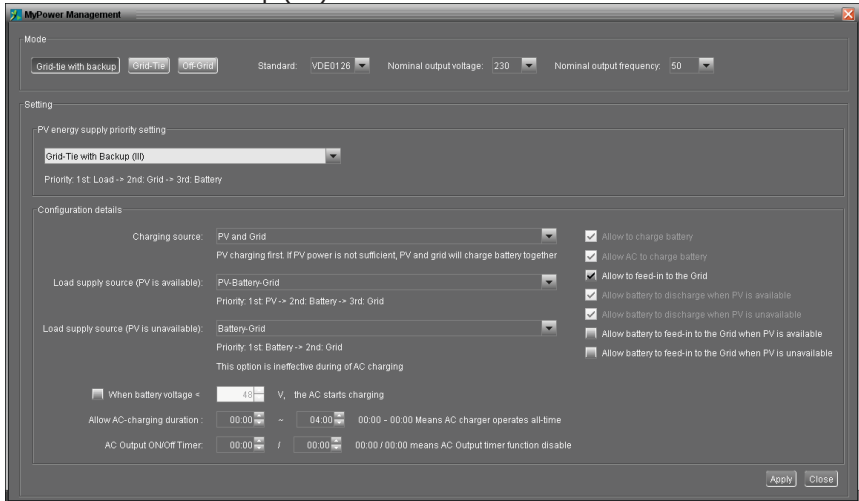 MyPower Management
Mode
Grid-tie with backup Grid-Tie Off-Grid Standard: VDE0126 Nominal output voltage: 230 Nominal output frequency: 50
Setting
PV energy supply priority setting
Grid-Tie with Backup (III)
Priority: 1st: Load -> 2nd: Grid -> 3rd: Battery
Configuration details
Charging source: PV and Grid
PV charging first. If PV power is not sufficient, PV and grid will charge battery together
Load supply source (PV is available): PV-Battery-Grid
Priority: 1st: PV -> 2nd: Battery -> 3rd: Grid
Load supply source (PV is unavailable): Battery-Grid
Priority: 1st: Battery -> 2nd: Grid
This option is ineffective during of AC charging
Allow to charge battery
Allow AC to charge battery
Allow to feed-in to the Grid
Allow battery to discharge when PV is available
Allow battery to discharge when PV is unavailable
Allow battery to feed-in to the Grid when PV is available
Allow battery to feed-in to the Grid when PV is unavailable
When battery voltage < 48 V, the AC starts charging
Allow AC-charging duration : 00:00 ~ 04:00 00:00 - 00:00 Means AC charger operates all-time
AC Output ON/Off Timer: 00:00 / 00:00 00:00 / 00:00 means AC Output timer function disable
Apply Close